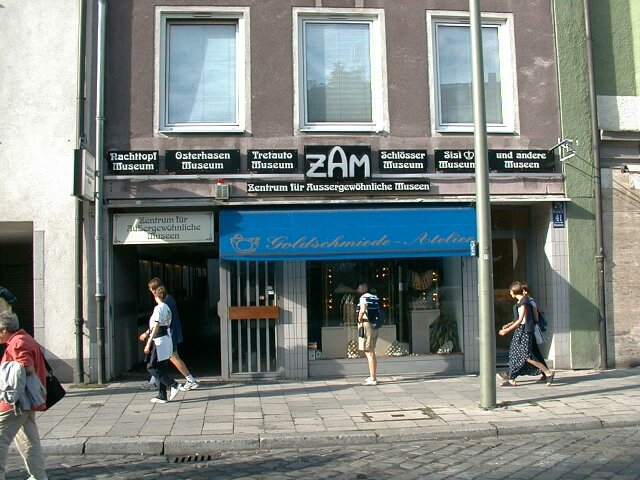 Nachttopf Museum
Osterhasen Museum
Tretauto Museum
ZAM
Schlösser Museum
Sisi Museum
und andere Museen
Zentrum für Aussergewöhnliche Museen
Zentrum für
Außergewöhnliche
Museen
Goldschmiede - Atelier
41